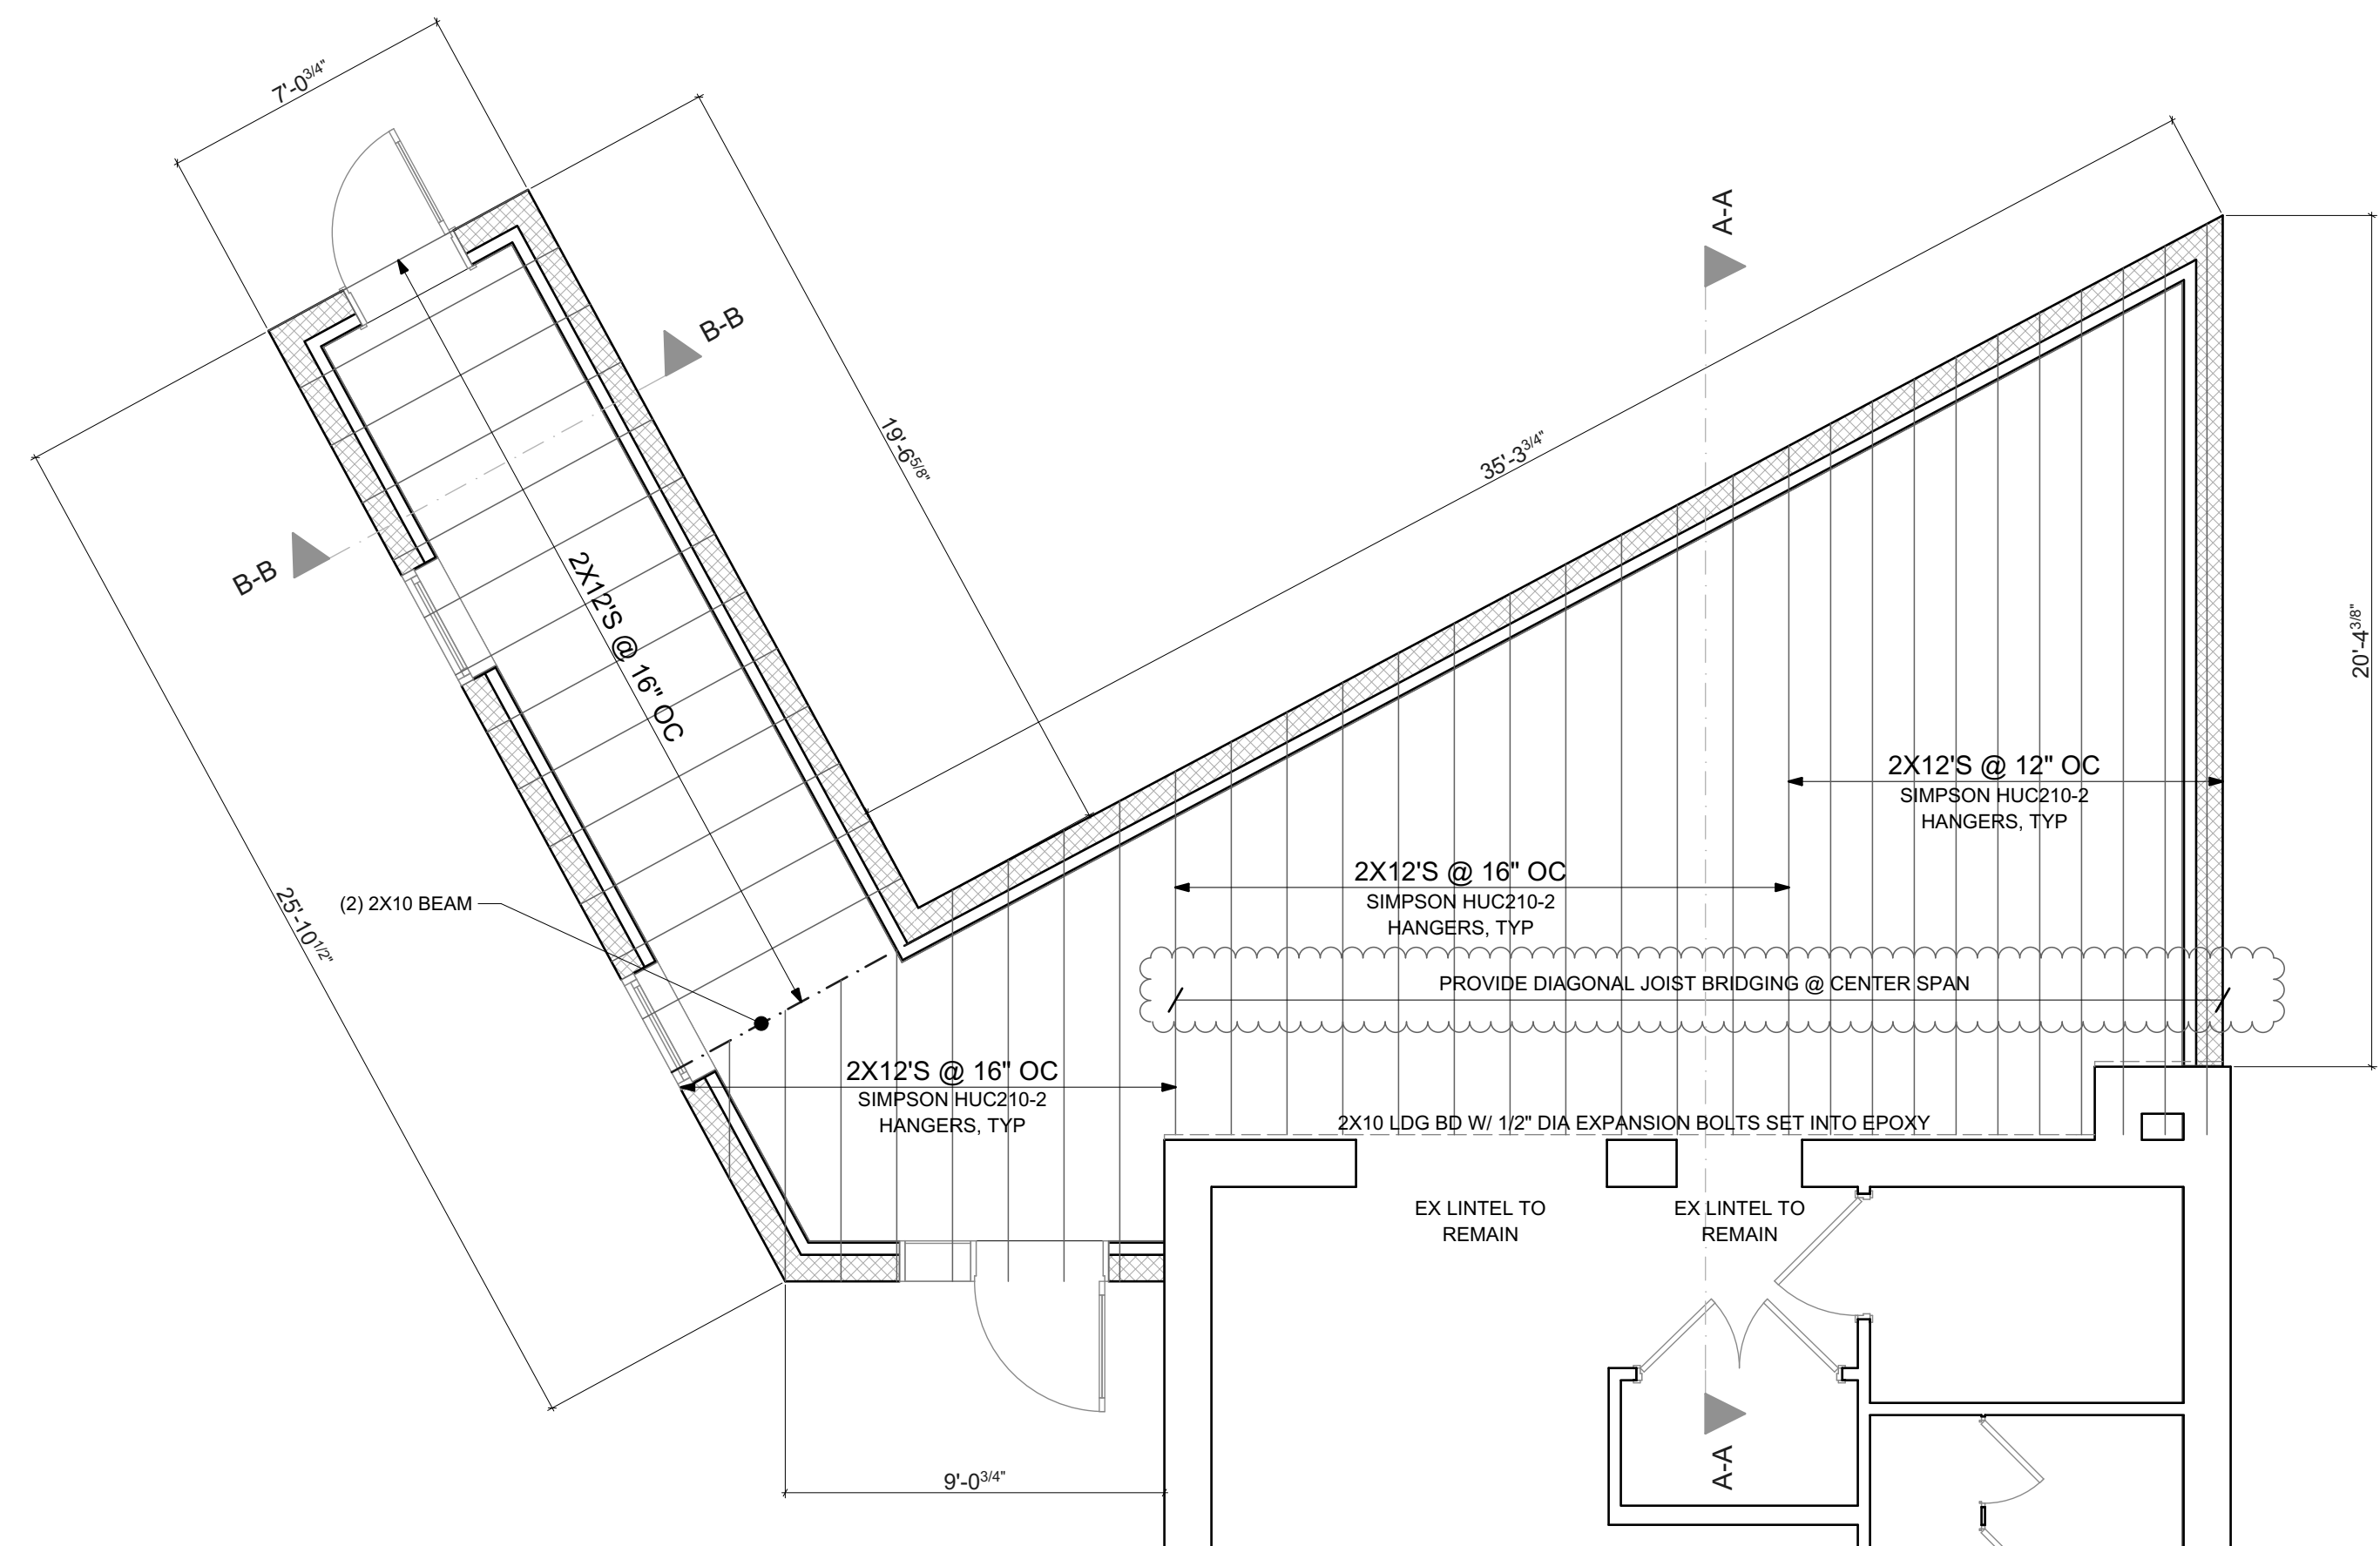 7'-0 3/4"
A-A
B-B
19'-6 5/8"
35'-3 3/4"
B-B
2X12'S @ 16" OC
20'-4 3/8"
2X12'S @ 12" OC
SIMPSON HUC210-2
HANGERS, TYP
2X12'S @ 16" OC
SIMPSON HUC210-2
HANGERS, TYP
(2) 2X10 BEAM
25'-10 1/2"
PROVIDE DIAGONAL JOIST BRIDGING @ CENTER SPAN
2X12'S @ 16" OC
SIMPSON HUC210-2
HANGERS, TYP
2X10 LDG BD W/ 1/2" DIA EXPANSION BOLTS SET INTO EPOXY
EX LINTEL TO
REMAIN
EX LINTEL TO
REMAIN
A-A
9'-0 3/4"